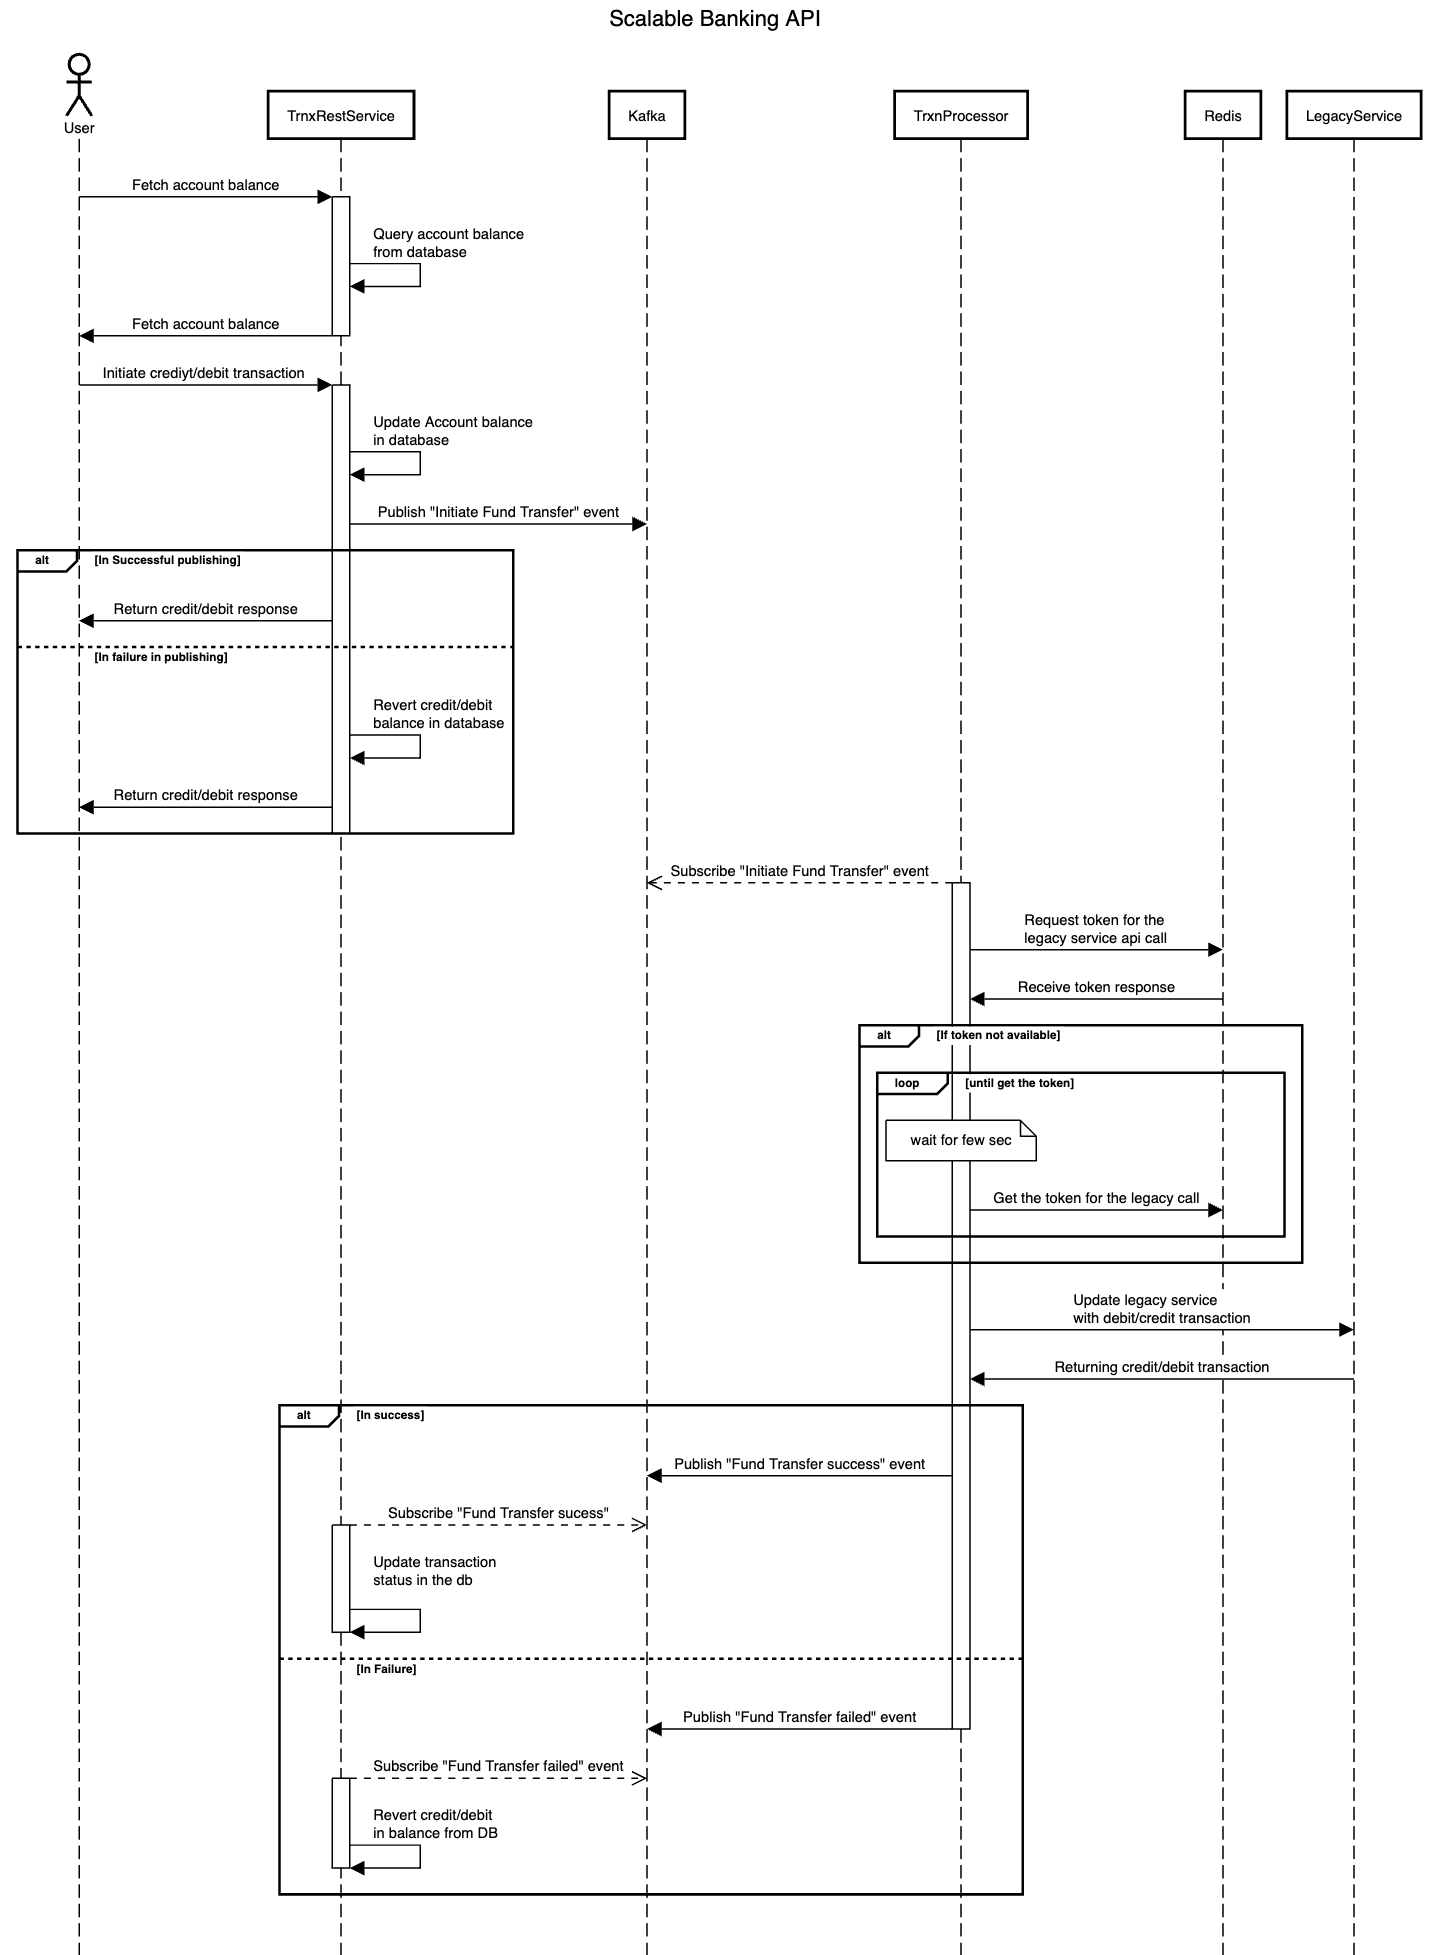 Scalable Banking API
User
TrnxRestService
Kafka
TrxnProcessor
Redis
LegacyService
Fetch account balance
Query account balance
from database
Fetch account balance
Initiate crediyt/debit transaction
Update Account balance
in database
Publish "Initiate Fund Transfer" event
alt
[In Successful publishing]
Return credit/debit response
[In failure in publishing]
Revert credit/debit
balance in database
Return credit/debit response
Subscribe "Initiate Fund Transfer" event
Request token for the
legacy service api call
Receive token response
alt
[If token not available]
loop
[until get the token]
wait for few sec
Get the token for the legacy call
Update legacy service
with debit/credit transaction
Returning credit/debit transaction
alt
[In success]
Publish "Fund Transfer success" event
Subscribe "Fund Transfer sucess"
Update transaction
status in the db
[In Failure]
Publish "Fund Transfer failed" event
Subscribe "Fund Transfer failed" event
Revert credit/debit
in balance from DB